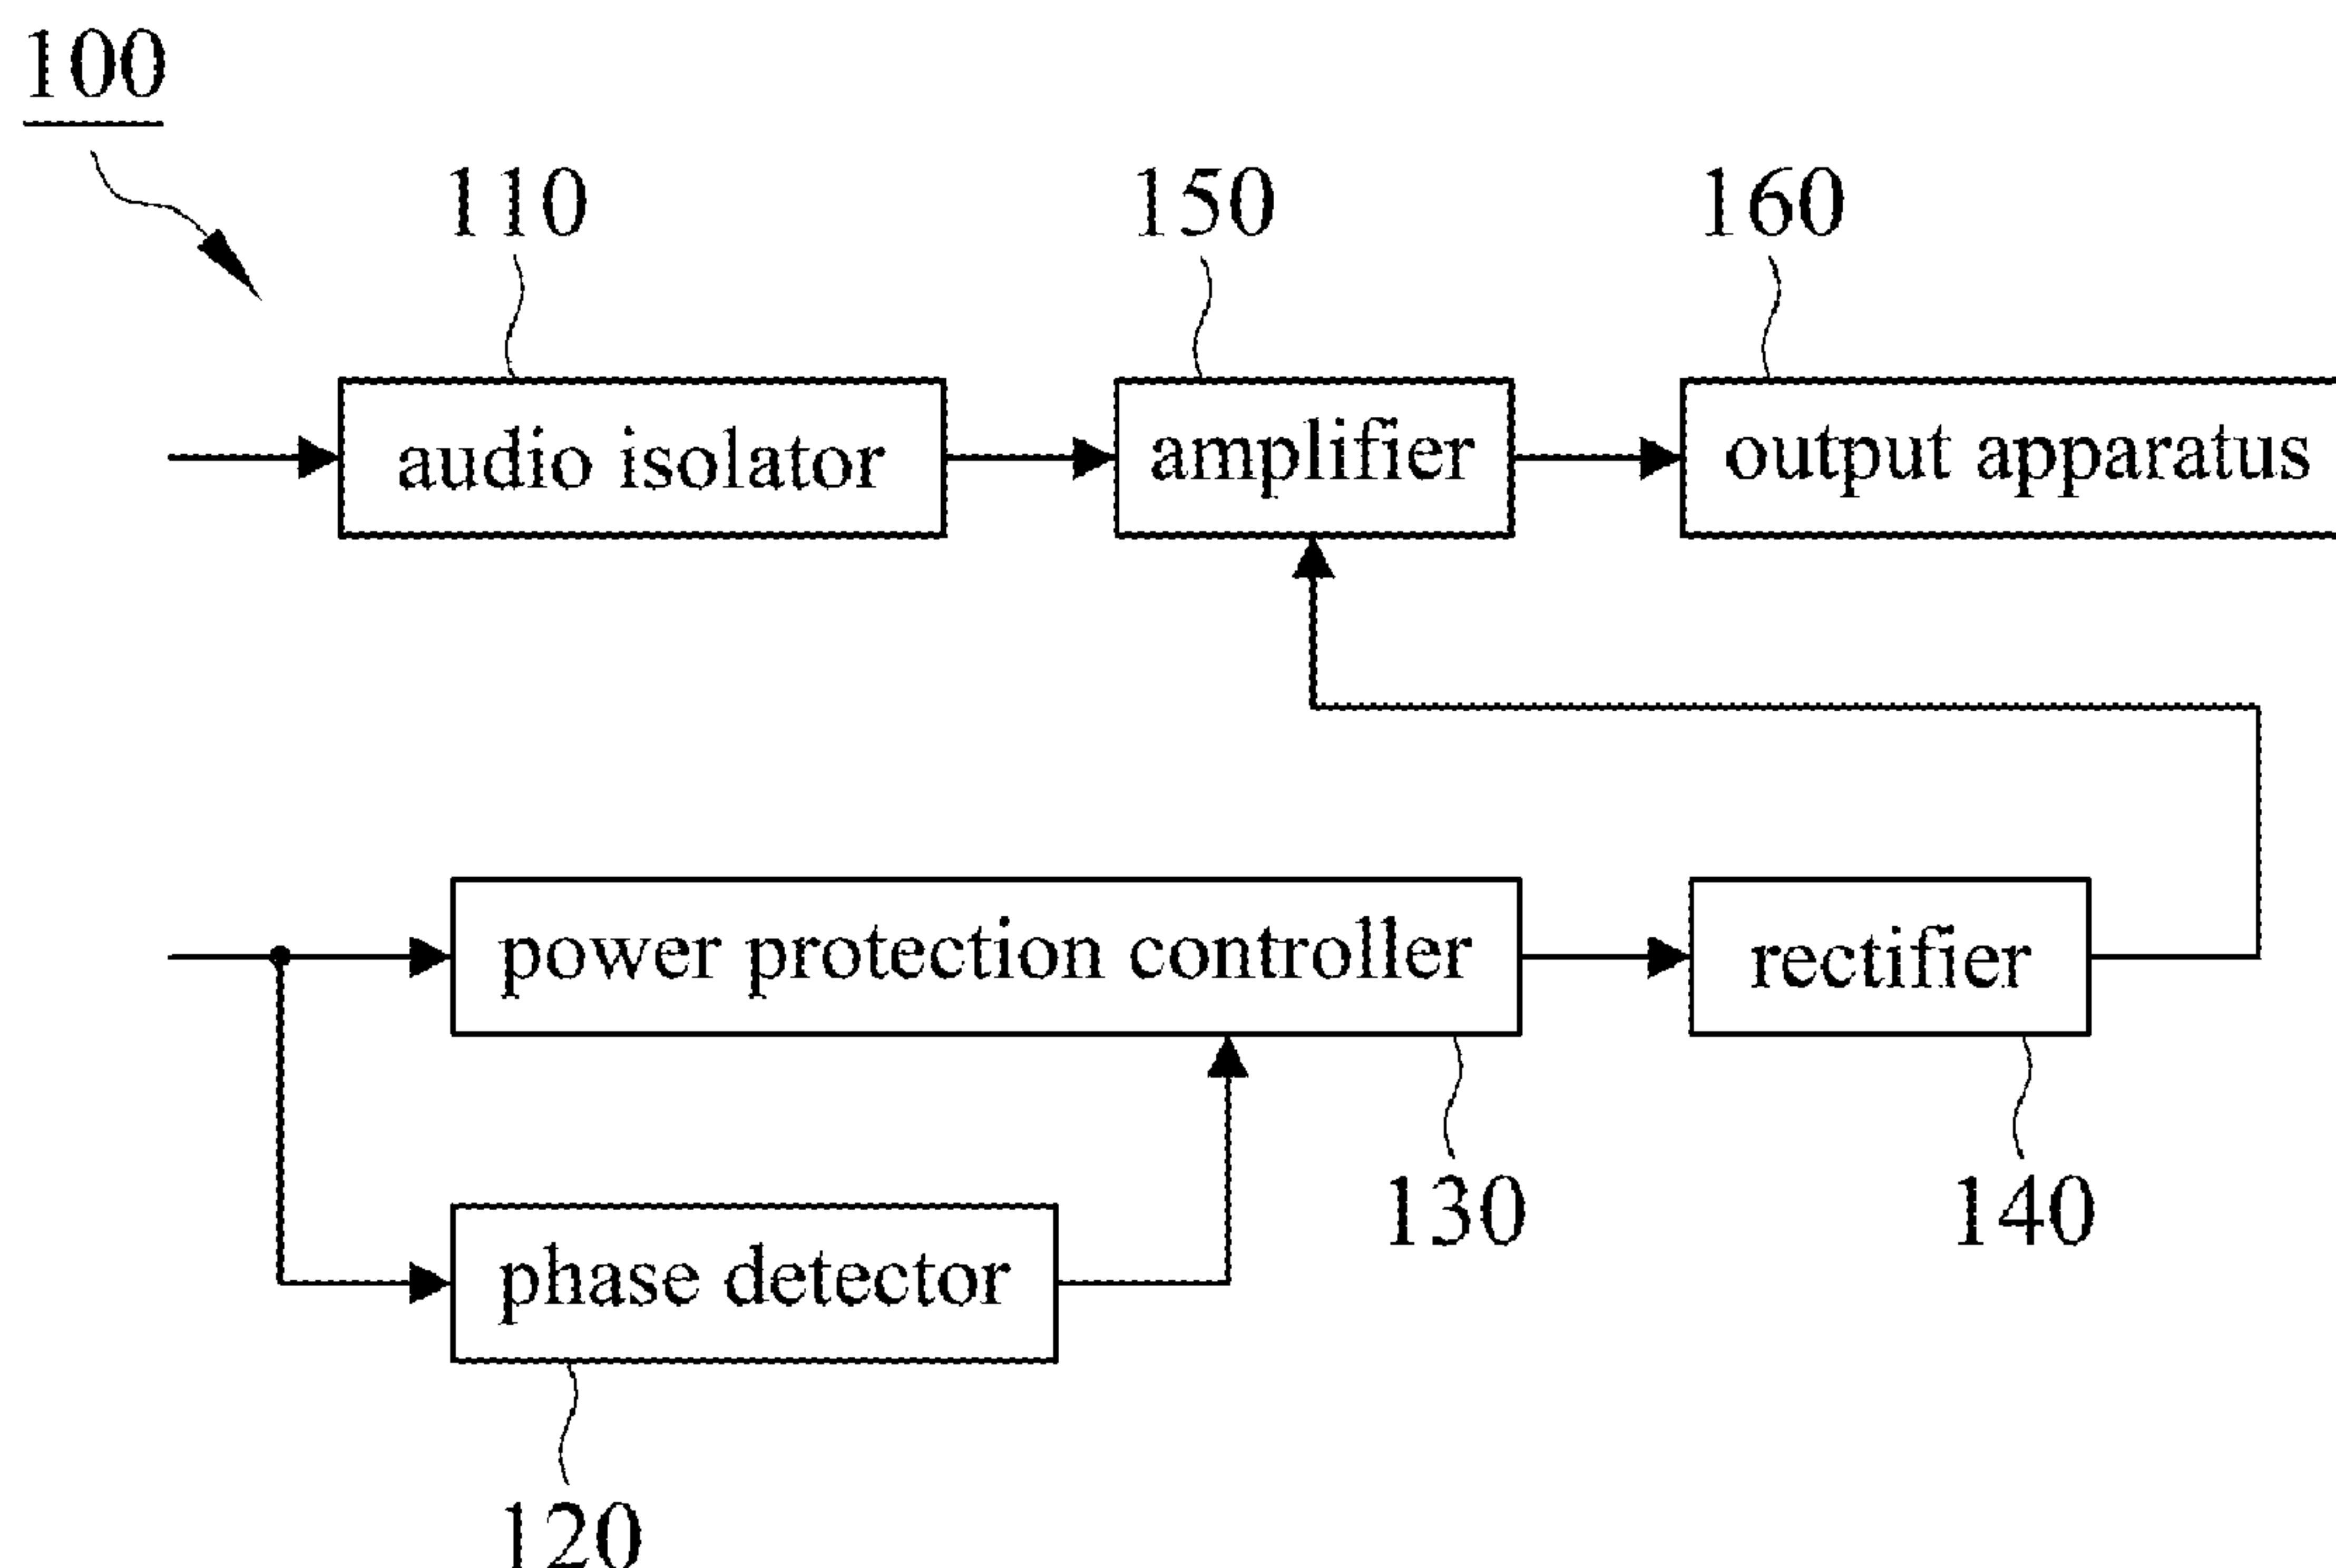 100
110
150
160
audio isolator
amplifier
output apparatus
power protection controller
rectifier
130
140
phase detector
120